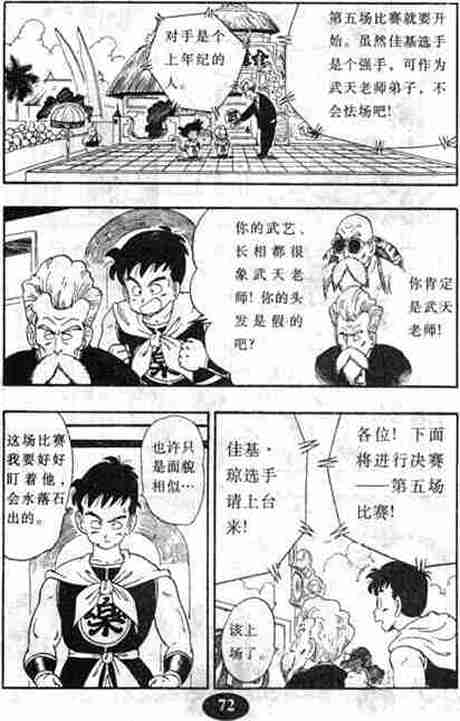 第五场比赛就要开
始。虽然佳基选手
是个强手，可作为
武天老师弟子，不
会怯场吧！
对手是个
上年纪的
人。
你的武艺、
长相都很
象武天老
师！你的头
发是假的
吧？
你肯定
是武天
老师！
这场比赛
我要好好
盯着他，
会水落石
出的。
也许只
是面貌
相似…
各位！下面
将进行决赛
——第五场
比赛！
佳基·
琼选手
请上台
来！
该上
场了。
72